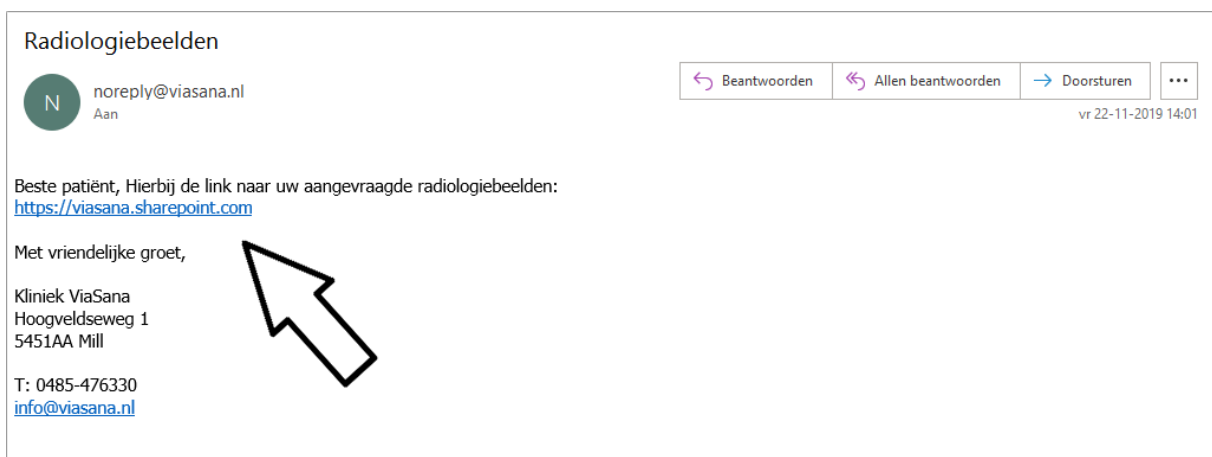 Radiologiebeelden
N
noreply@viasana.nl
Aan
Beantwoorden
Allen beantwoorden
Doorsturen
vr 22-11-2019 14:01
Beste patiënt, Hierbij de link naar uw aangevraagde radiologiebeelden:
https://viasana.sharepoint.com
Met vriendelijke groet,
Kliniek ViaSana
Hoogveldseweg 1
5451AA Mill
T: 0485-476330
info@viasana.nl